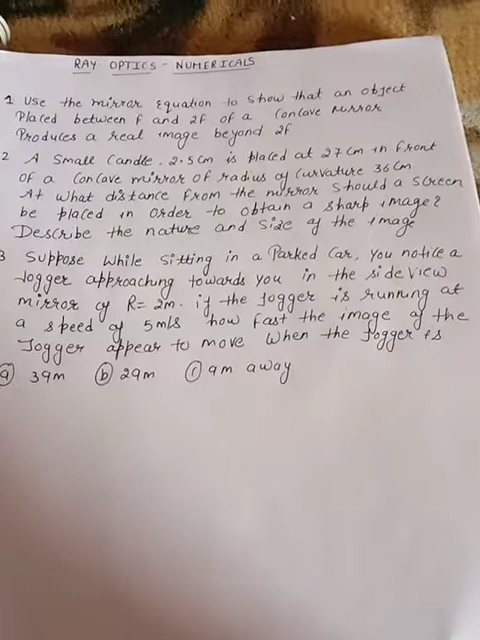 RAY OPTICS - NUMERICALS
1 Use the mirror Equation to show that an object
Placed between f and 2f of a Concave mirror
Produces a real image beyond 2f
2 A Small Candle, 2.5 cm is placed at 27 cm in front
of a Concave mirror of radius of Curvature 36 cm
At what distance from the mirror should a screen
be placed in order to obtain a sharp image?
Describe the nature and size of the image
3 Suppose while sitting in a Parked Car, you notice a
Jogger approaching towards you in the side view
mirror of R = 2m. if the Jogger is running at
a speed of 5 m/s how fast the image of the
Jogger appear to move when the Jogger is
(a) 39m (b) 29m (c) 9m away